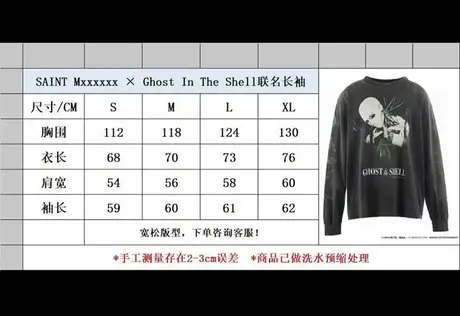 SAINT Mxxxxxx × Ghost In The Shell联名长袖
尺寸/CM S M L XL
胸围 112 118 124 130
衣长 68 70 73 76
肩宽 54 56 58 60
袖长 59 60 61 62
宽松版型，下单咨询客服！
*手工测量存在2-3cm误差 *商品已做洗水预缩处理
GHOST IN THE SHELL